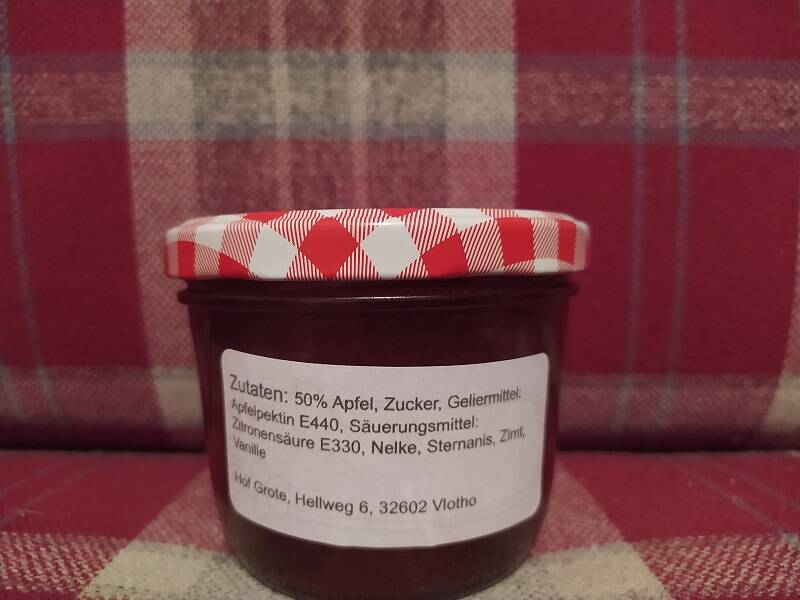 Zutaten: 50% Apfel, Zucker, Geliermittel:
Apfelpektin E440, Säuerungsmittel:
Zitronensäure E330, Nelke, Sternanis, Zimt,
Vanille
Hof Grote, Hellweg 6, 32602 Vlotho